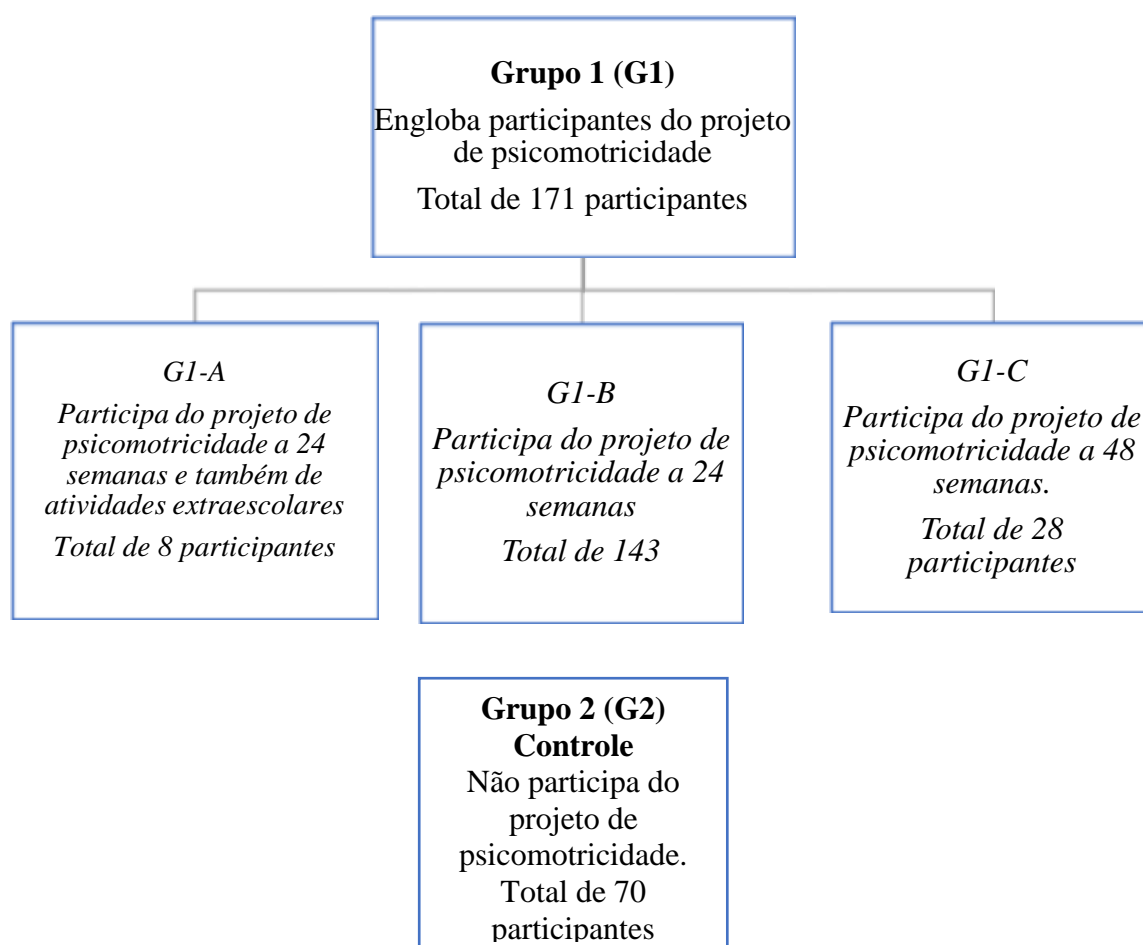 Grupo 1 (G1)
Engloba participantes do projeto
de psicomotricidade
Total de 171 participantes
G1-A
Participa do projeto de
psicomotricidade a 24
semanas e também de
atividades extraescolares
Total de 8 participantes
G1-B
Participa do projeto de
psicomotricidade a 24
semanas
Total de 143
G1-C
Participa do projeto de
psicomotricidade a 48
semanas.
Total de 28
participantes
Grupo 2 (G2)
Controle
Não participa do
projeto de
psicomotricidade.
Total de 70
participantes